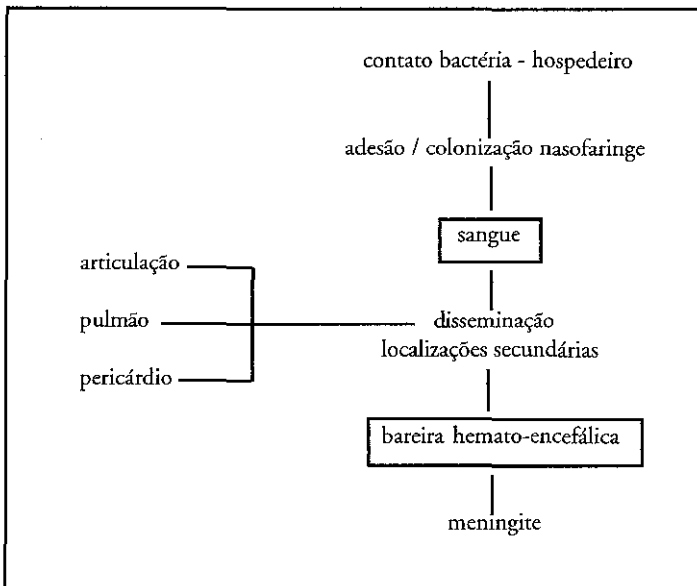 contato bactéria - hospedeiro
adesão / colonização nasofaringe
sangue
articulação
pulmão
pericárdio
disseminação
localizações secundárias
bareira hemato-encefálica
meningite